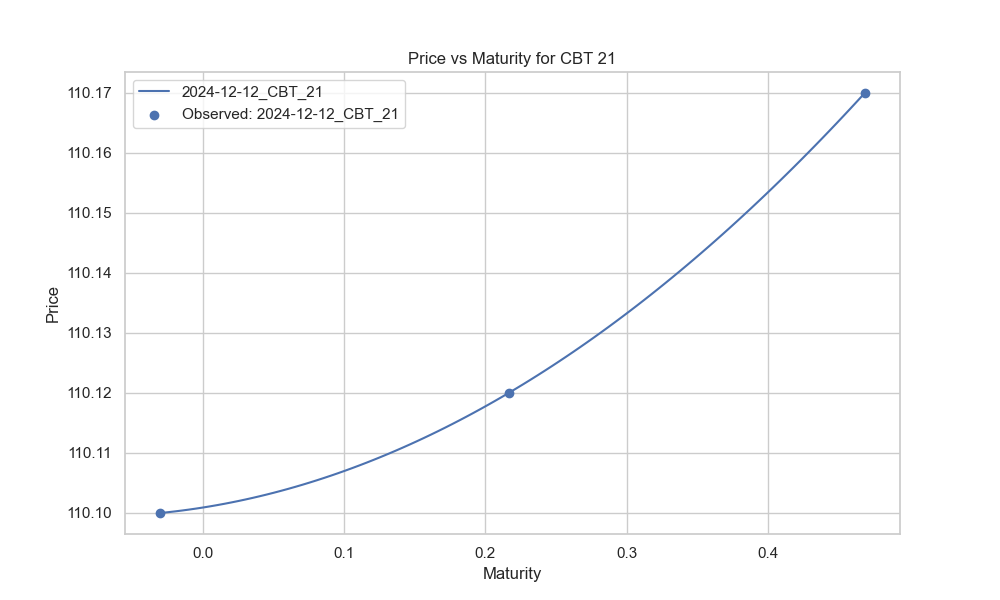 Price vs Maturity for CBT 21
2024-12-12_CBT_21
Observed: 2024-12-12_CBT_21
110.17
110.16
110.15
110.14
110.13
110.12
110.11
110.10
Price
0.0 0.1 0.2 0.3 0.4
Maturity